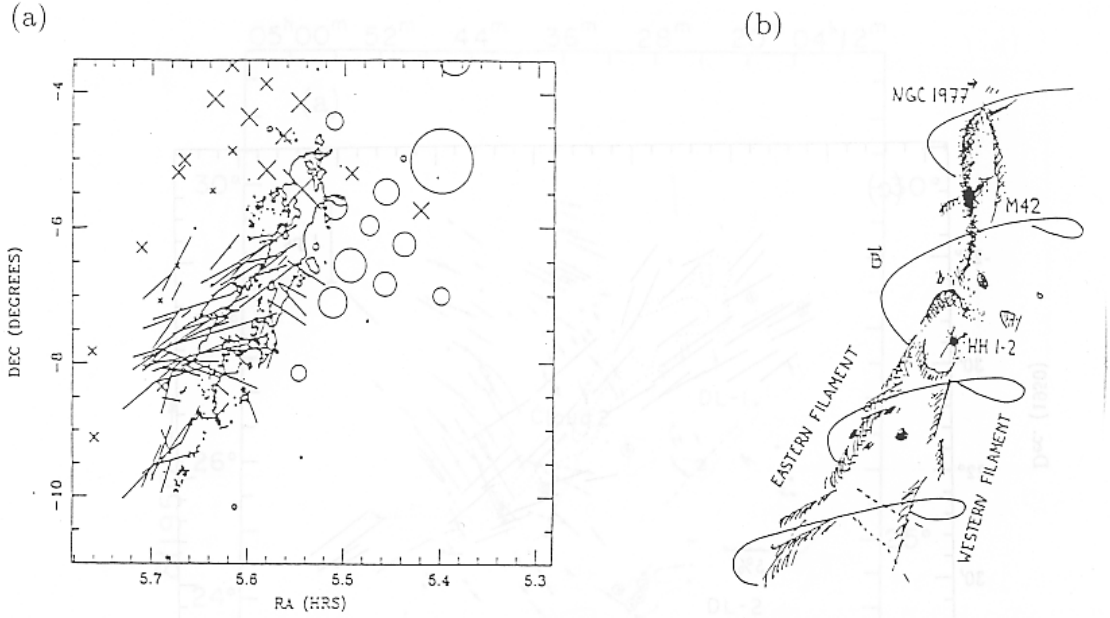 (a)
-4
-6
-8
-10
DEC (DEGREES)
5.7 5.6 5.5 5.4 5.3
RA (HRS)
(b)
NGC 1977
M42
B
HH 1-2
EASTERN FILAMENT
WESTERN FILAMENT